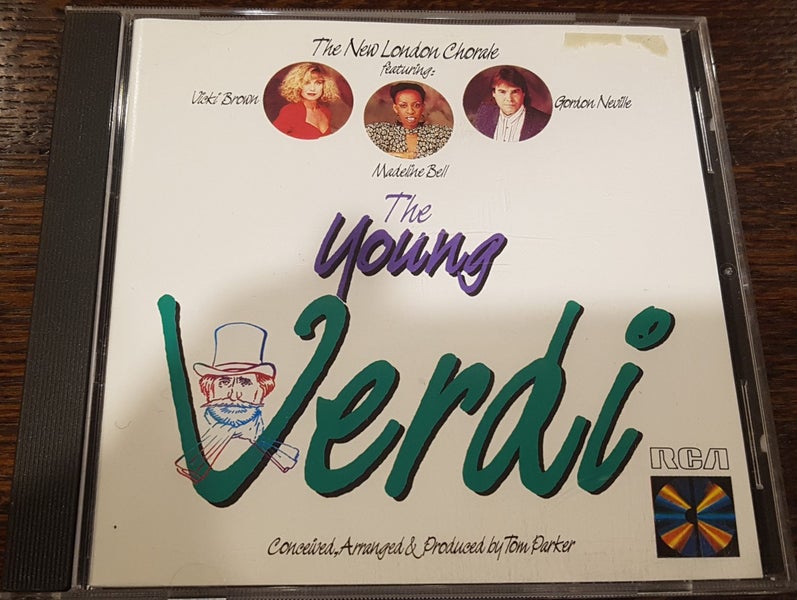 The New London Chorale
featuring:
Vicki Brown
Gordon Neville
Madeline Bell
The
Young
Verdi
RCA
Conceived, Arranged & Produced by Tom Parker